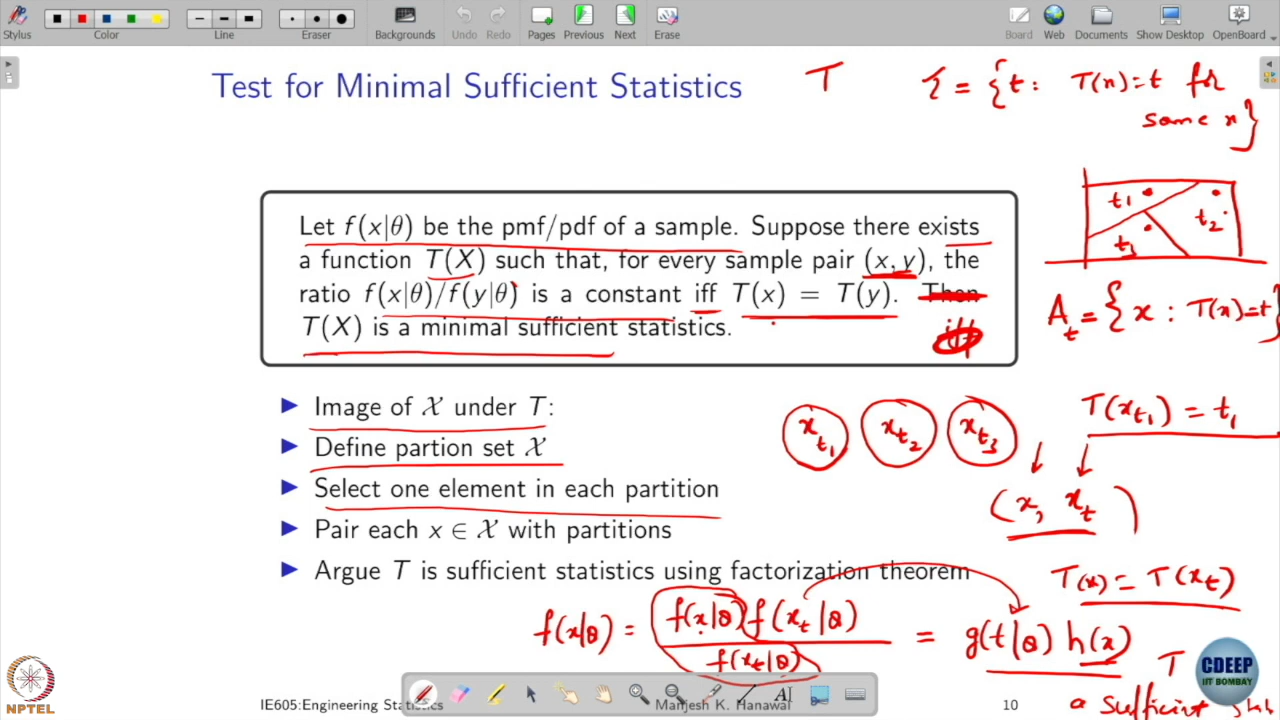 Stylus
Color
Line
Eraser
Backgrounds
Undo
Redo
Pages
Previous
Next
Erase
Board
Web
Documents
Show Desktop
OpenBoard
Test for Minimal Sufficient Statistics
T
τ = {t : T(x)=t for
some x}
Let f(x|θ) be the pmf/pdf of a sample. Suppose there exists
a function T(X) such that, for every sample pair (x, y), the
ratio f(x|θ)/f(y|θ) is a constant iff T(x) = T(y). Then
T(X) is a minimal sufficient statistics.
iff
t₁
t₂
t₃
A_t = {x : T(x)=t}
▶ Image of 𝒳 under T:
▶ Define partion set 𝒳
▶ Select one element in each partition
▶ Pair each x ∈ 𝒳 with partitions
▶ Argue T is sufficient statistics using factorization theorem
x_t₁ x_t₂ x_t₃
T(x_t₁) = t₁
(x, x_t)
T(x) = T(x_t)
f(x|θ) = f(x|θ) f(x_t|θ) / f(x_t|θ) = g(t|θ) h(x)
T
a sufficient stat
CDEEP
IIT BOMBAY
NPTEL
IE605:Engineering Statistics
Manjesh K. Hanawal
10